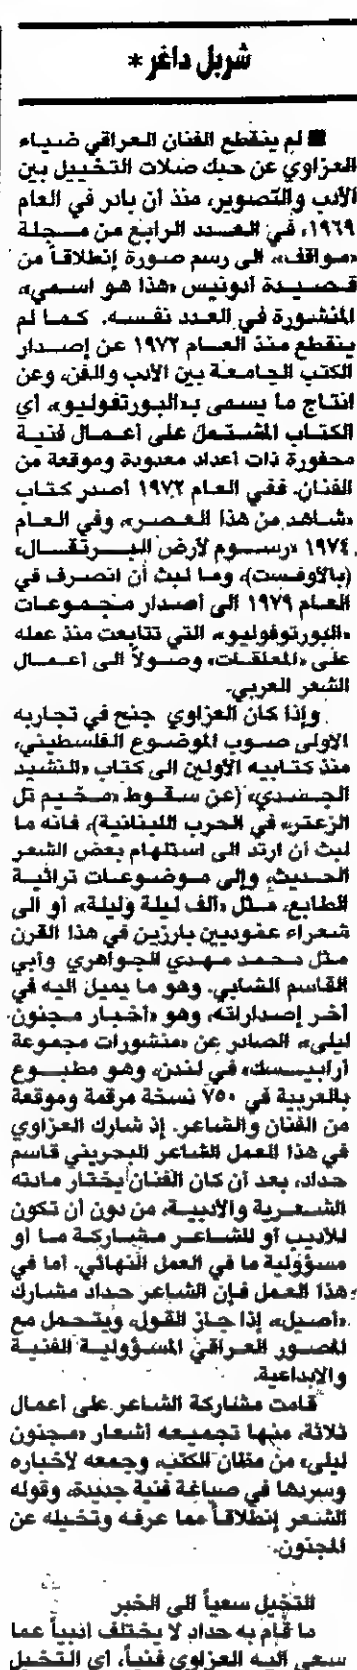 شربل داغر *
■ لم ينقطع الفنان العراقي ضياء
العزاوي عن حبك صلات التخييل بين
الأدب والتصوير، منذ أن بادر في العام
١٩٦٩، في العدد الرابع من مجلة
«مواقف»، الى رسم صورة إنطلاقاً من
قصيدة أدونيس «هذا هو اسمي»،
المنشورة في العدد نفسه. كما لم
ينقطع منذ العام ١٩٧٢ عن إصدار
الكتب الجامعة بين الأدب والفن، وعن
انتاج ما يسمى بـ«البورتفوليو»، أي
الكتاب المشتمل على أعمال فنية
محفورة ذات أعداد معدودة وموقعة من
الفنان. ففي العام ١٩٧٢ أصدر كتاب
«شاهد من هذا العصر»، وفي العام
١٩٧٤ «رسوم لأرض البرتقال»
(بالأوفست)، وما لبث أن انصرف في
العام ١٩٧٩ الى أصدار مجموعات
«البورتوفوليو»، التي تتابعت منذ عمله
على «المعلقات» وصولاً الى أعمال
الشعر العربي.
وإذا كان العزاوي جنح في تجاربه
الأولى صوب الموضوع الفلسطيني،
منذ كتابيه الأولين الى كتاب «النشيد
الجسدي» (عن سقوط «مخيم تل
الزعتر» في الحرب اللبنانية)، فانه ما
لبث أن ارتد الى استلهام بعض الشعر
الحديث، وإلى موضوعات تراثية
الطابع، مثل «ألف ليلة وليلة»، أو الى
شعراء عموديين بارزين في هذا القرن
مثل محمد مهدي الجواهري وأبي
القاسم الشابي. وهو ما يميل اليه في
آخر إصداراته، وهو «أخبار مجنون
ليلى»، الصادر عن «منشورات مجموعة
أرابيسك» في لندن، وهو مطبوع
بالعربية في ٧٥٠ نسخة مرقمة وموقعة
من الفنان والشاعر. إذ شارك العزاوي
في هذا العمل الشاعر البحريني قاسم
حداد، بعد أن كان الفنان يختار مادته
الشعرية والأدبية، من دون أن تكون
للأديب أو للشاعر مشاركة ما أو
مسؤولية ما في العمل النهائي. أما في
هذا العمل فإن الشاعر حداد مشارك
«أصيل»، إذا جاز القول، ويتحمل مع
المصور العراقي المسؤولية الفنية
والإبداعية.
قامت مشاركة الشاعر على أعمال
ثلاثة، منها تجميعه أشعار «مجنون
ليلى» من مظان الكتب، وجمعه لأخباره
وسردها في صياغة فنية جديدة، وقوله
الشعر إنطلاقاً مما عرفه وتخيله عن
المجنون.
التخيل سعياً الى الخبر
ما قام به حداد لا يختلف أدبياً عما
سعى اليه العزاوي فنياً، أي التخيل